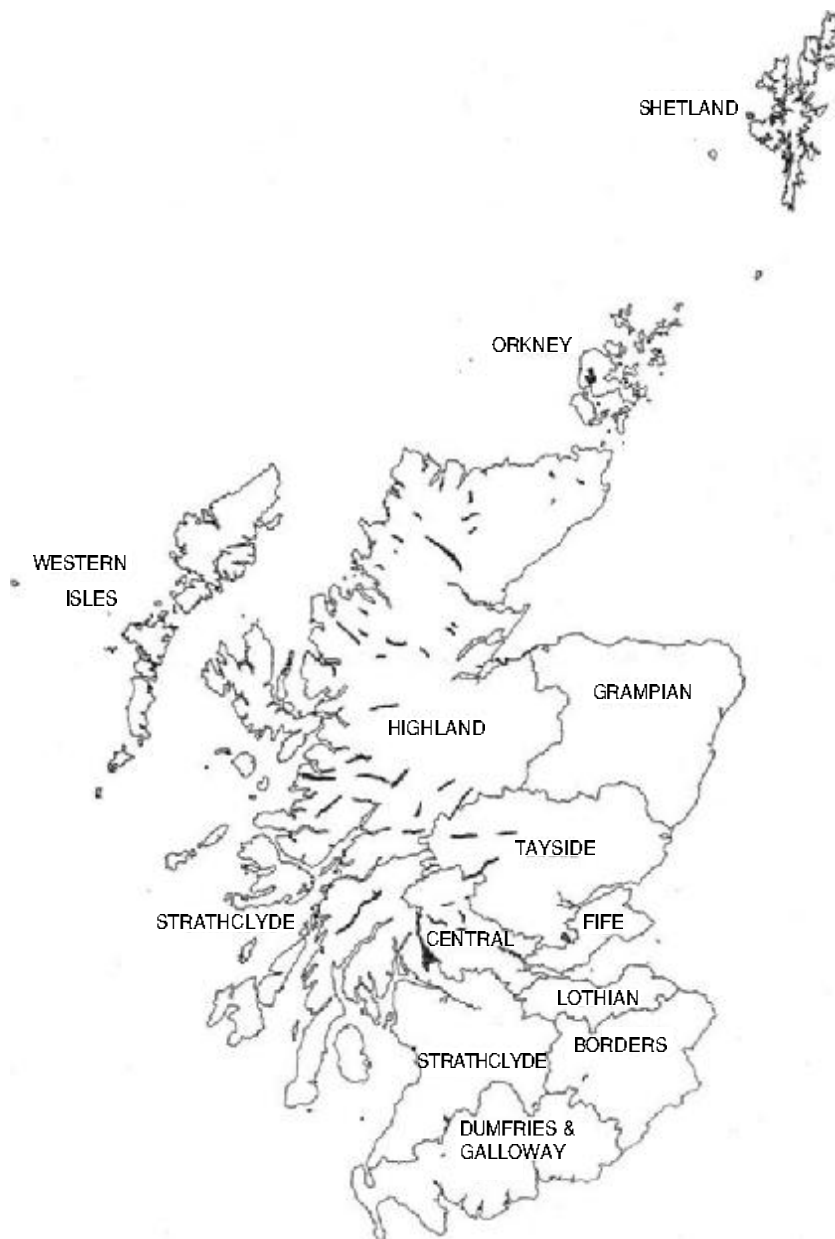 SHETLAND
ORKNEY
WESTERN
ISLES
GRAMPIAN
HIGHLAND
TAYSIDE
STRATHCLYDE
FIFE
CENTRAL
LOTHIAN
BORDERS
STRATHCLYDE
DUMFRIES &
GALLOWAY